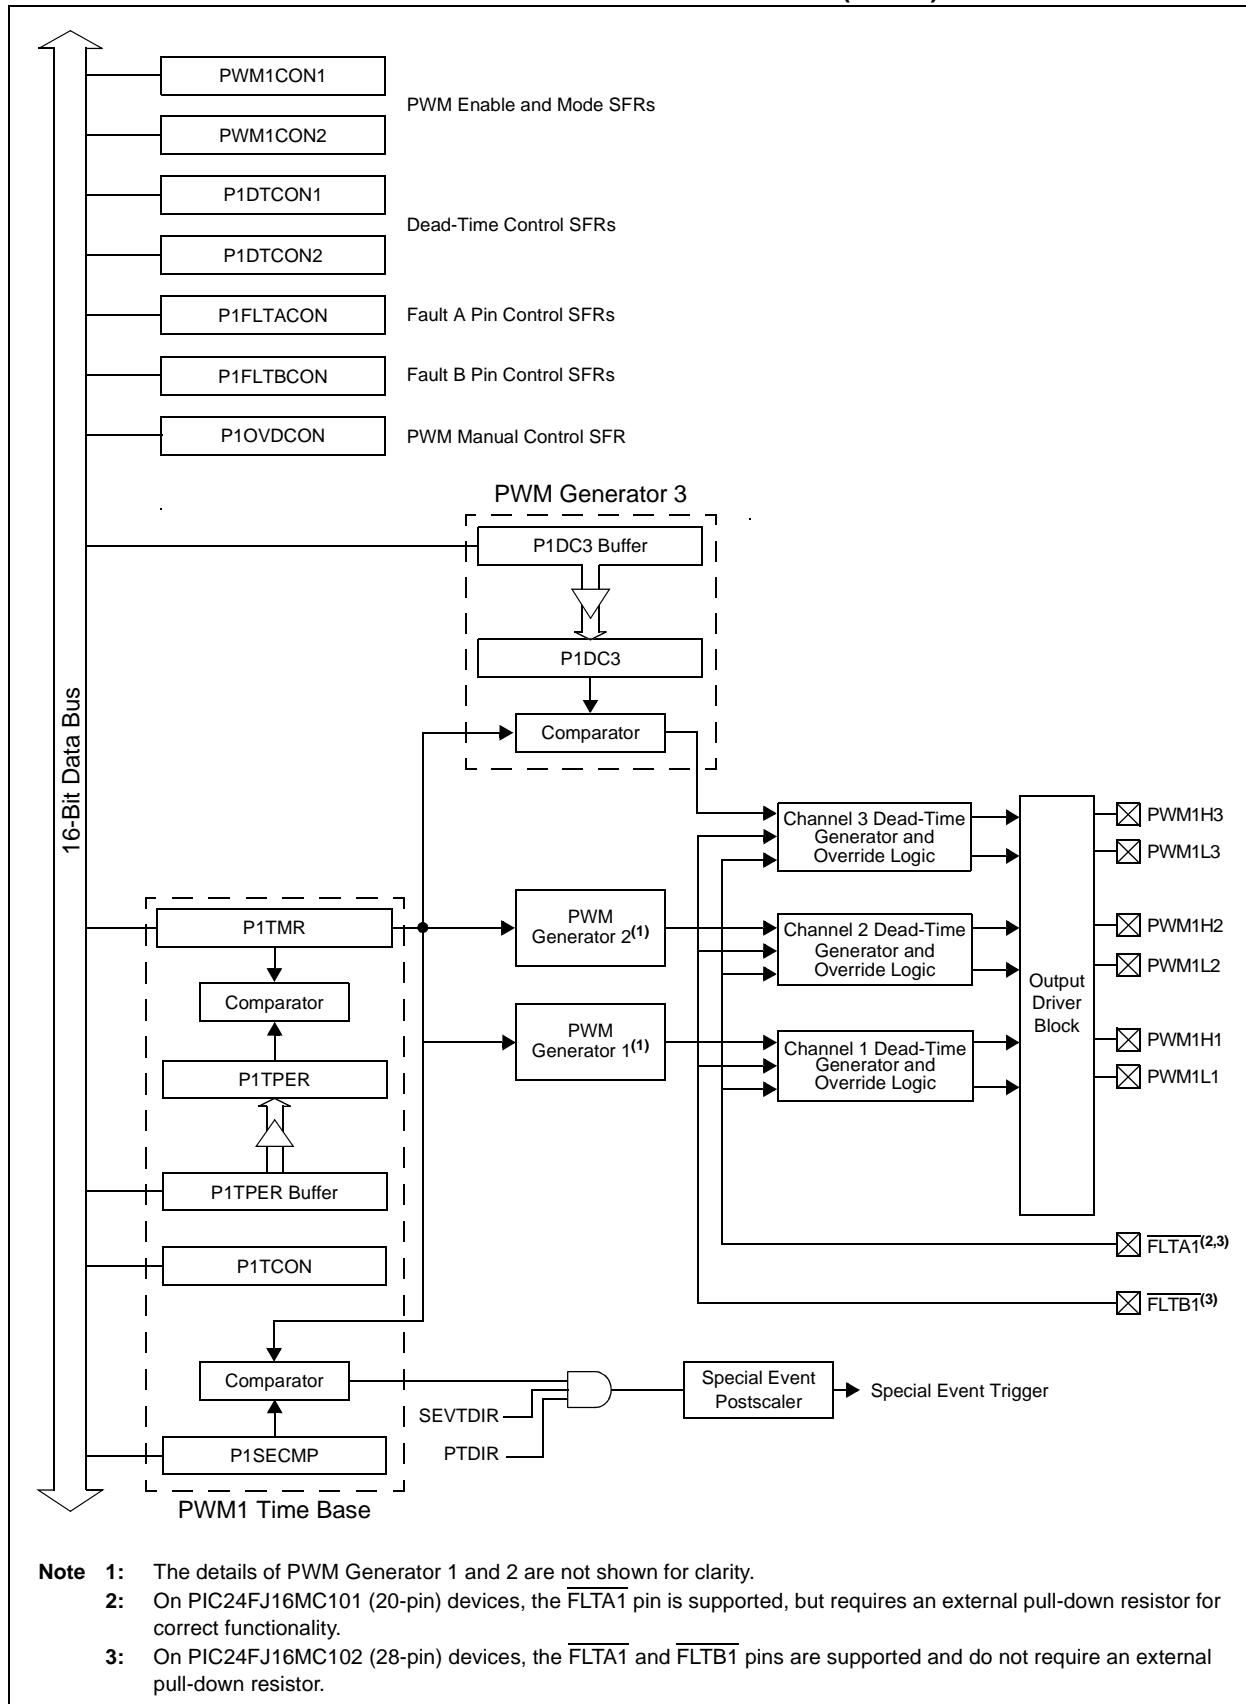 PWM1CON1
PWM Enable and Mode SFRs
PWM1CON2
P1DTCON1
Dead-Time Control SFRs
P1DTCON2
P1FLTACON
Fault A Pin Control SFRs
P1FLTBCON
Fault B Pin Control SFRs
P1OVDCON
PWM Manual Control SFR
PWM Generator 3
P1DC3 Buffer
P1DC3
Comparator
16-Bit Data Bus
Channel 3 Dead-Time
Generator and
Override Logic
PWM1H3
PWM1L3
P1TMR
Comparator
P1TPER
P1TPER Buffer
P1TCON
Comparator
P1SECMP
PWM1 Time Base
PWM
Generator 2(1)
Channel 2 Dead-Time
Generator and
Override Logic
PWM1H2
PWM1L2
Output
Driver
Block
PWM
Generator 1(1)
Channel 1 Dead-Time
Generator and
Override Logic
PWM1H1
PWM1L1
FLTA1(2,3)
FLTB1(3)
SEVTDIR
PTDIR
Special Event
Postscaler
Special Event Trigger
Note 1: The details of PWM Generator 1 and 2 are not shown for clarity.
2: On PIC24FJ16MC101 (20-pin) devices, the FLTA1 pin is supported, but requires an external pull-down resistor for
correct functionality.
3: On PIC24FJ16MC102 (28-pin) devices, the FLTA1 and FLTB1 pins are supported and do not require an external
pull-down resistor.